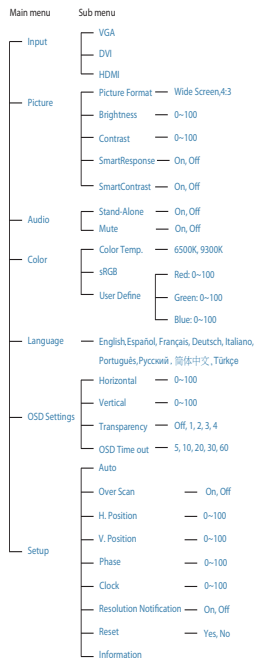 Main menu Sub menu
Input
VGA
DVI
HDMI
Picture
Picture Format Wide Screen,4:3
Brightness 0~100
Contrast 0~100
SmartResponse On, Off
SmartContrast On, Off
Audio
Stand-Alone On, Off
Mute On, Off
Color
Color Temp. 6500K, 9300K
sRGB
User Define
Red: 0~100
Green: 0~100
Blue: 0~100
Language
English,Español, Français, Deutsch, Italiano,
Português,Русский, 简体中文,Türkçe
OSD Settings
Horizontal 0~100
Vertical 0~100
Transparency Off, 1, 2, 3, 4
OSD Time out 5, 10, 20, 30, 60
Setup
Auto
Over Scan On, Off
H. Position 0~100
V. Position 0~100
Phase 0~100
Clock 0~100
Resolution Notification On, Off
Reset Yes, No
Information